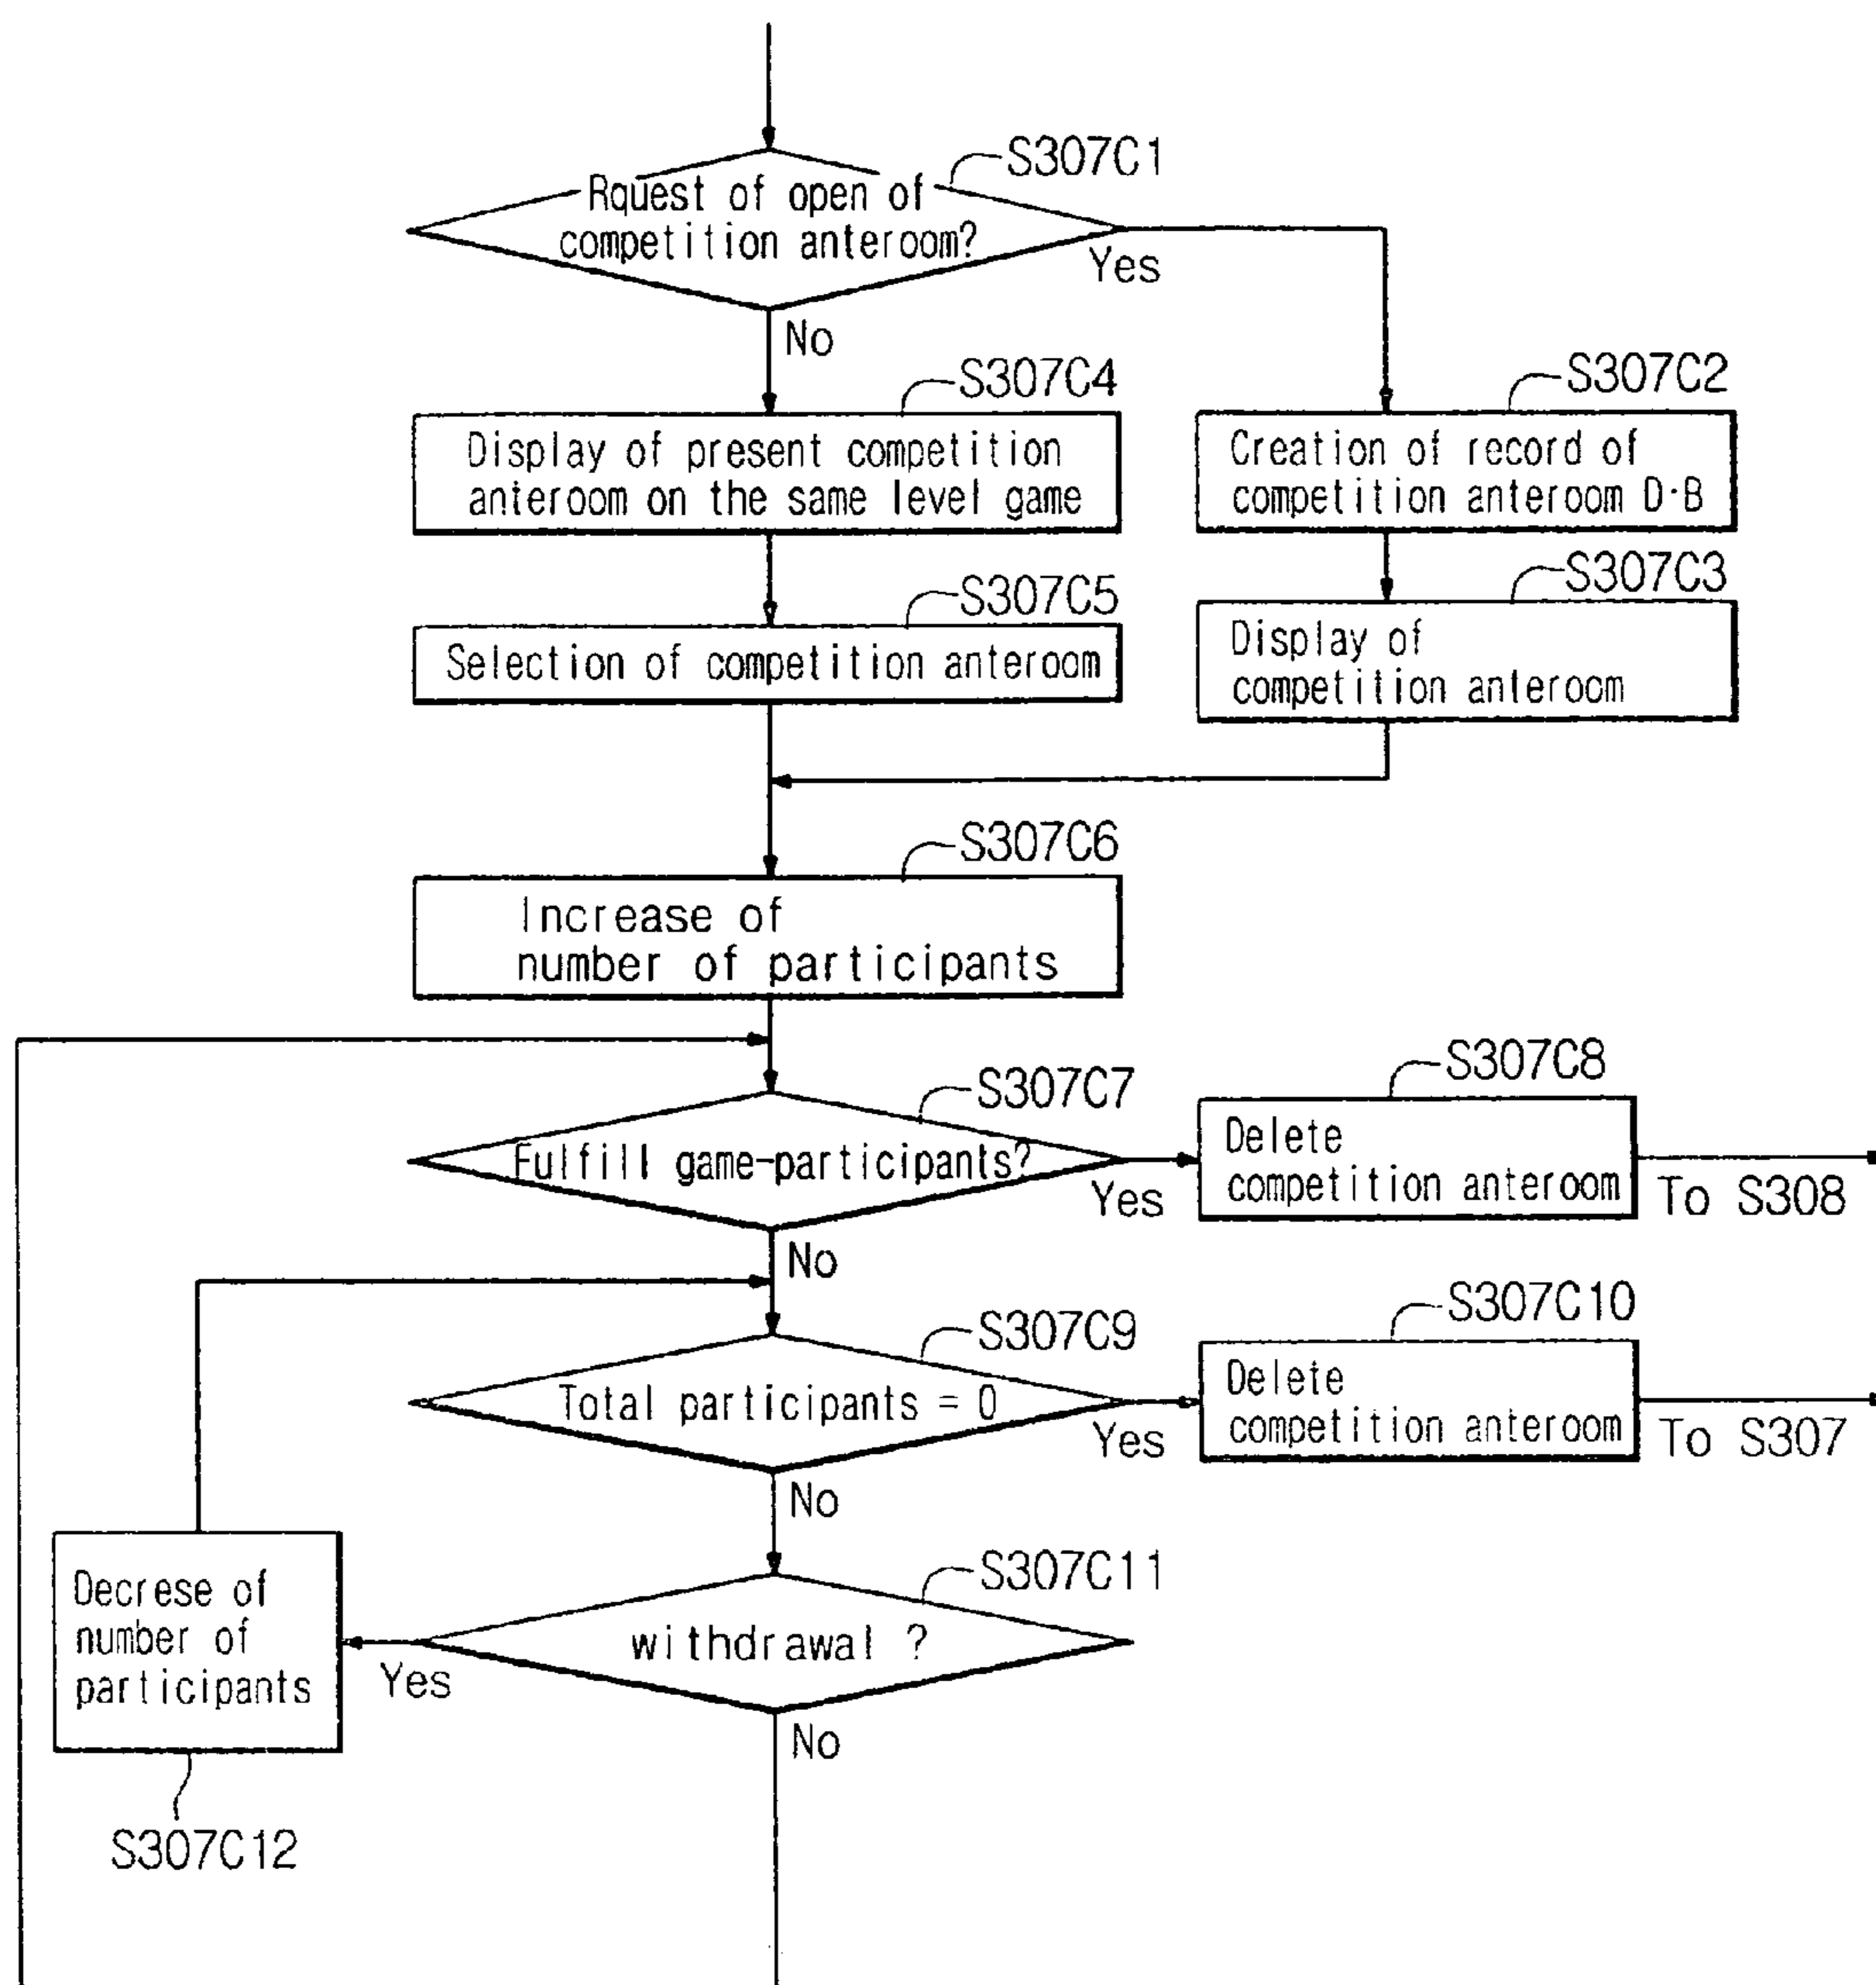 S307C1
Rquest of open of
competition anteroom?
Yes
No
S307C4
Display of present competition
anteroom on the same level game
S307C2
Creation of record of
competition anteroom D·B
S307C5
Selection of competition anteroom
S307C3
Display of
competition anteroom
S307C6
Increase of
number of participants
S307C7
Fulfill game-participants?
Yes
No
S307C8
Delete
competition anteroom
To S308
S307C9
Total participants = 0
Yes
No
S307C10
Delete
competition anteroom
To S307
S307C11
withdrawal ?
Yes
No
Decrese of
number of
participants
S307C12